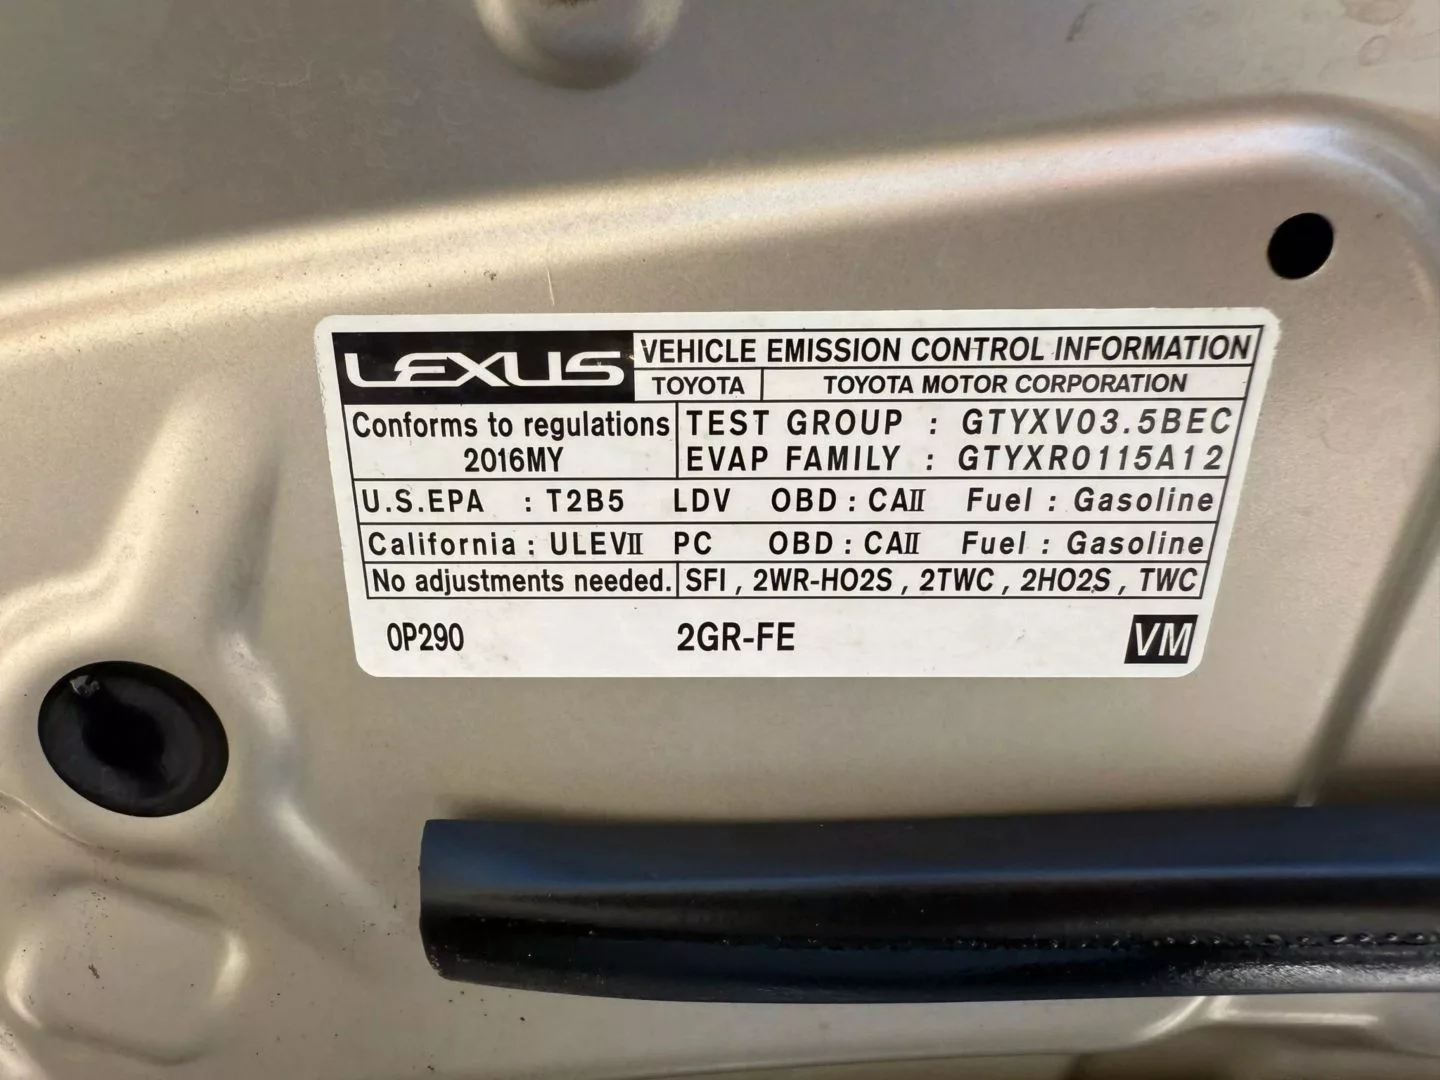 LEXUS VEHICLE EMISSION CONTROL INFORMATION
TOYOTA TOYOTA MOTOR CORPORATION
Conforms to regulations TEST GROUP : GTYXV03.5BEC
2016MY EVAP FAMILY : GTYXR0115A12
U.S.EPA : T2B5 LDV OBD : CAⅡ Fuel : Gasoline
California : ULEVⅡ PC OBD : CAⅡ Fuel : Gasoline
No adjustments needed. SFI , 2WR-HO2S , 2TWC , 2HO2S , TWC
0P290 2GR-FE VM